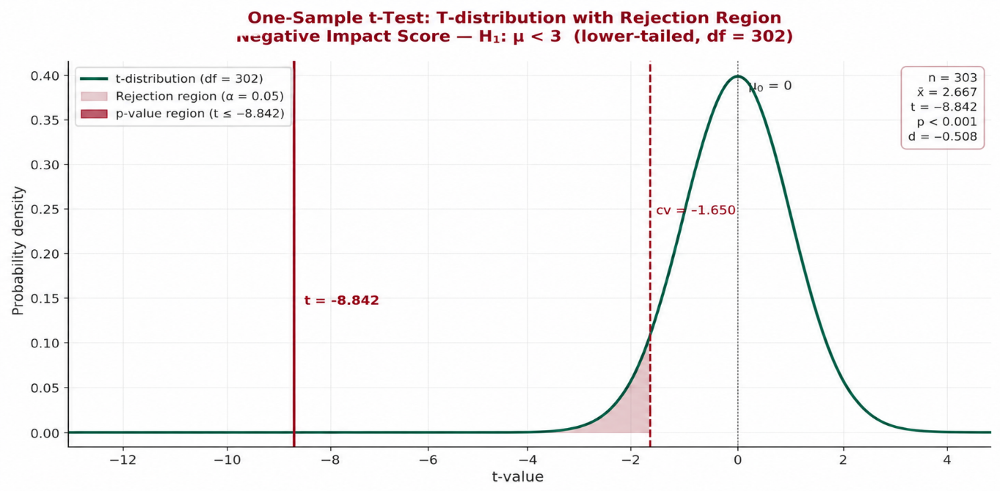 One-Sample t-Test: T-distribution with Rejection Region
Negative Impact Score — H₁: μ < 3 (lower-tailed, df = 302)
t-distribution (df = 302)
Rejection region (α = 0.05)
p-value region (t ≤ −8.842)
μ₀ = 0
n = 303
x̄ = 2.667
t = −8.842
p < 0.001
d = −0.508
cv = -1.650
t = -8.842
Probability density
0.40
0.35
0.30
0.25
0.20
0.15
0.10
0.05
0.00
−12 −10 −8 −6 −4 −2 0 2 4
t-value